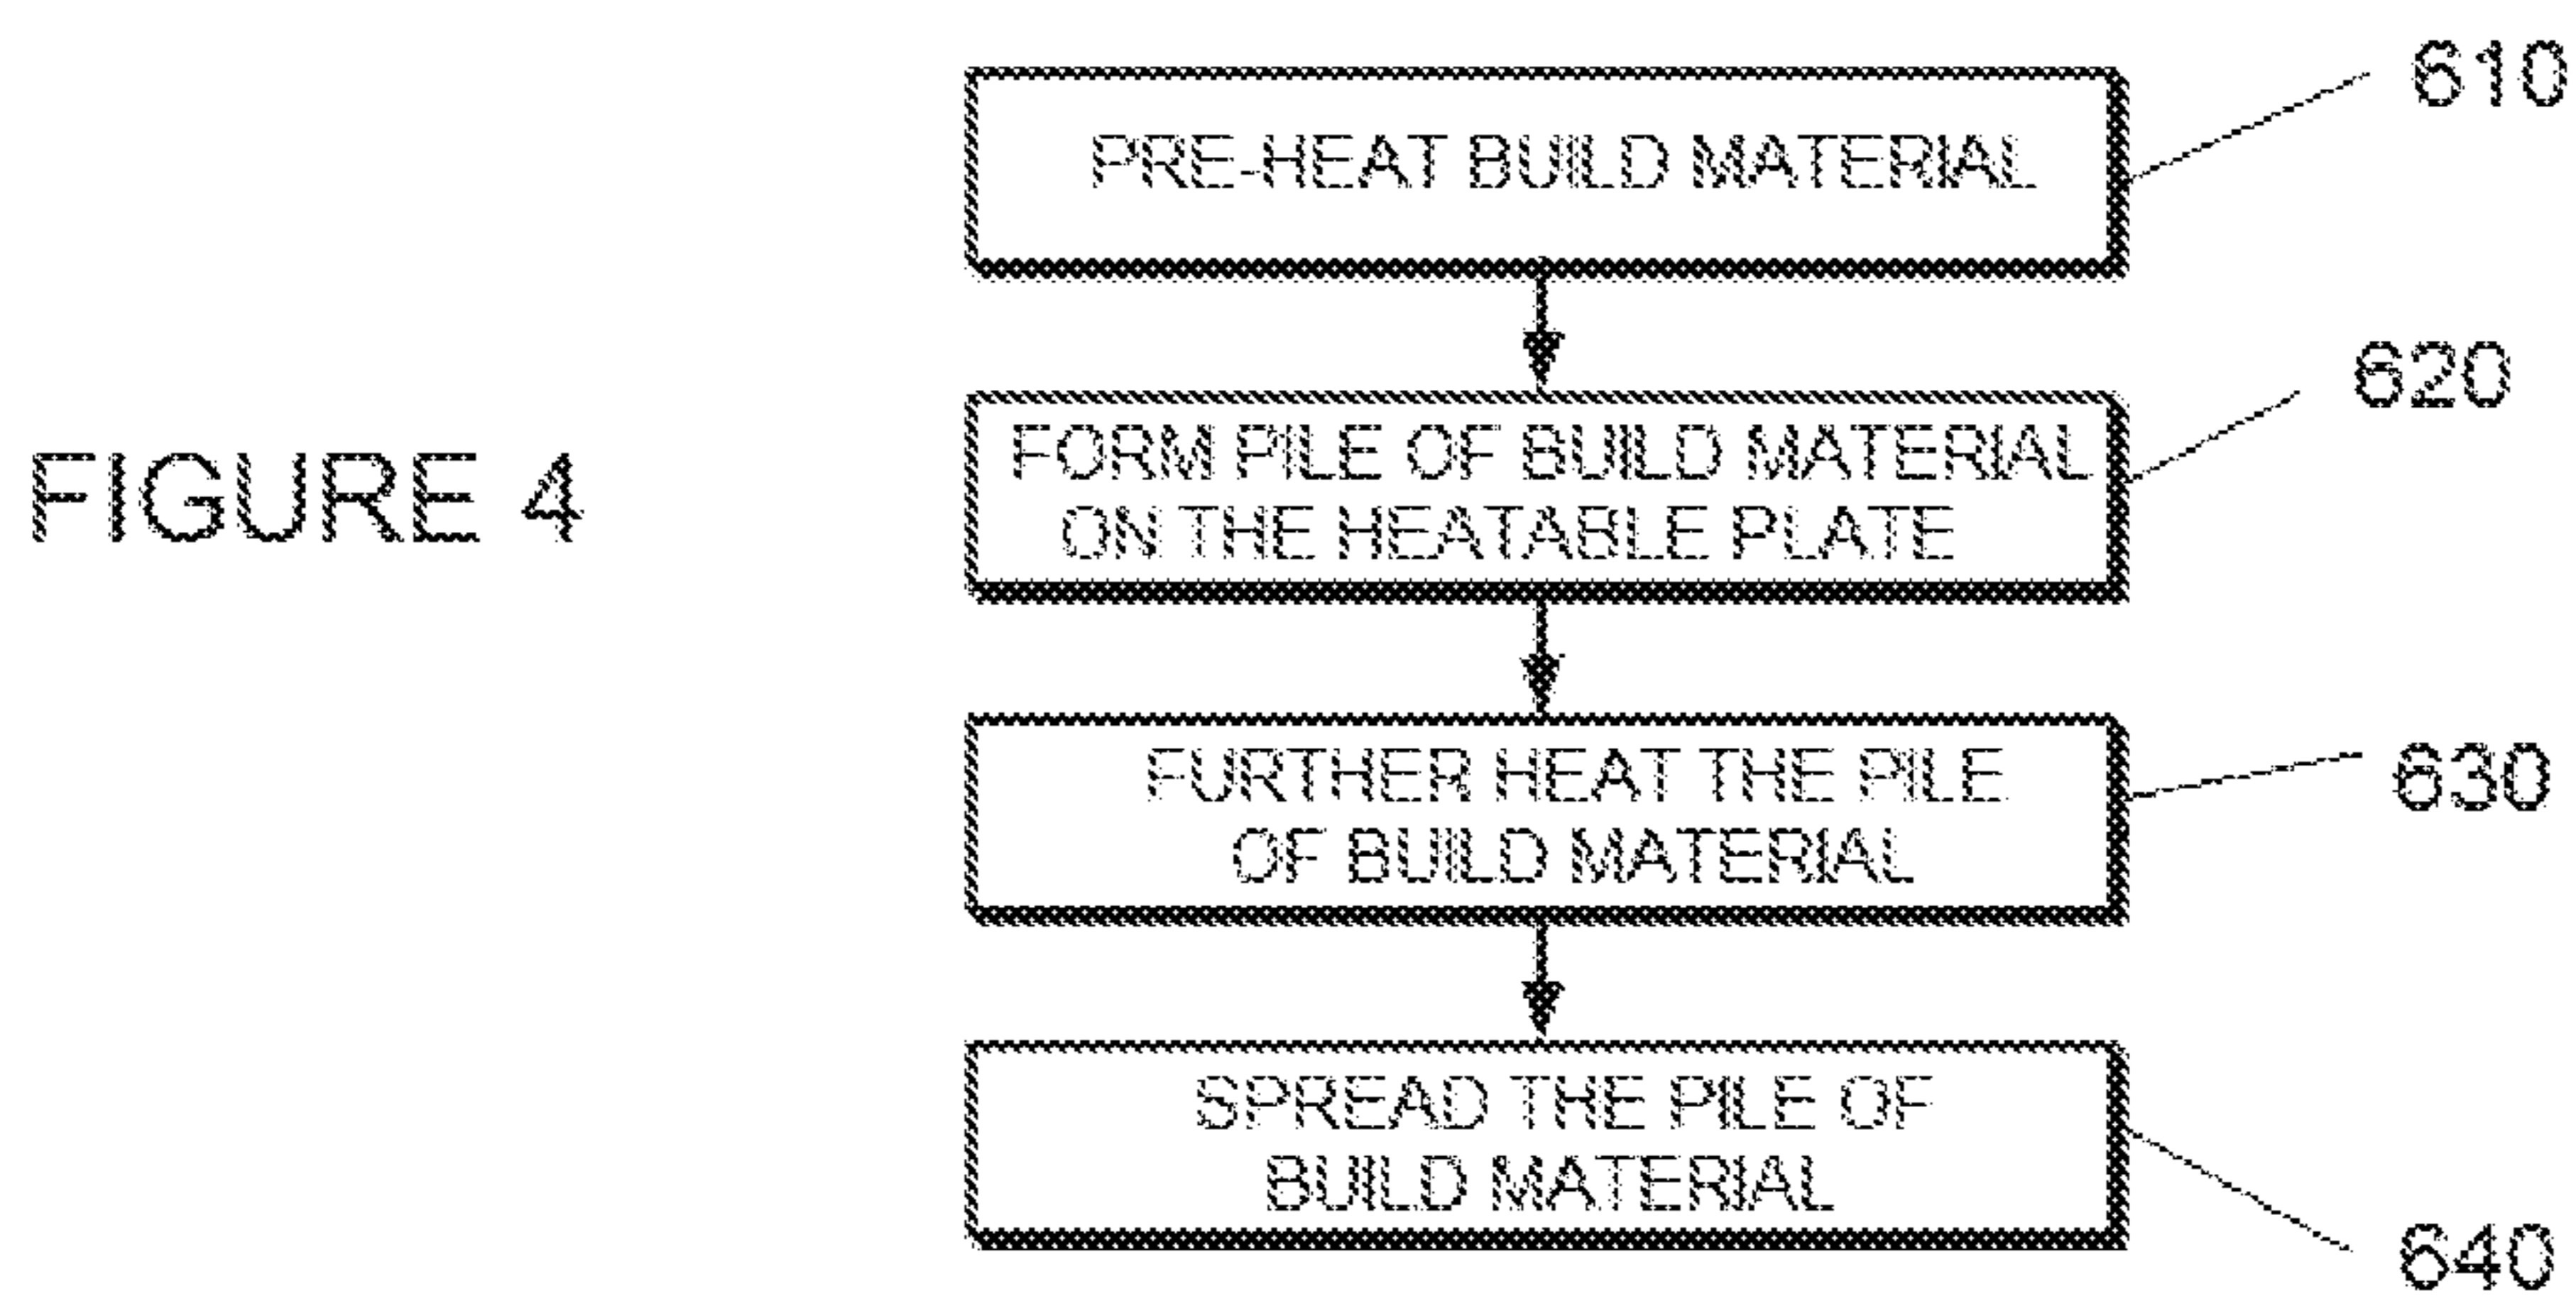 610
PRE-HEAT BUILD MATERIAL
620
FORM PILE OF BUILD MATERIAL
ON THE HEATABLE PLATE
FIGURE 4
630
FURTHER HEAT THE PILE
OF BUILD MATERIAL
SPREAD THE PILE OF
BUILD MATERIAL
640